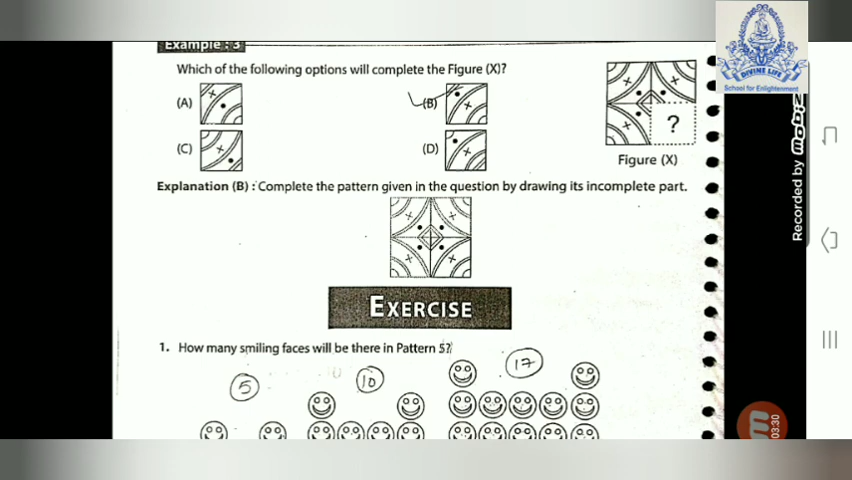 Example : 3
Which of the following options will complete the Figure (X)?
(A)
(B)
(C)
(D)
?
Figure (X)
Explanation (B) : Complete the pattern given in the question by drawing its incomplete part.
EXERCISE
1. How many smiling faces will be there in Pattern 5?
5
10
17
DIVINE LIFE
School for Enlightenment
Recorded by
03:30